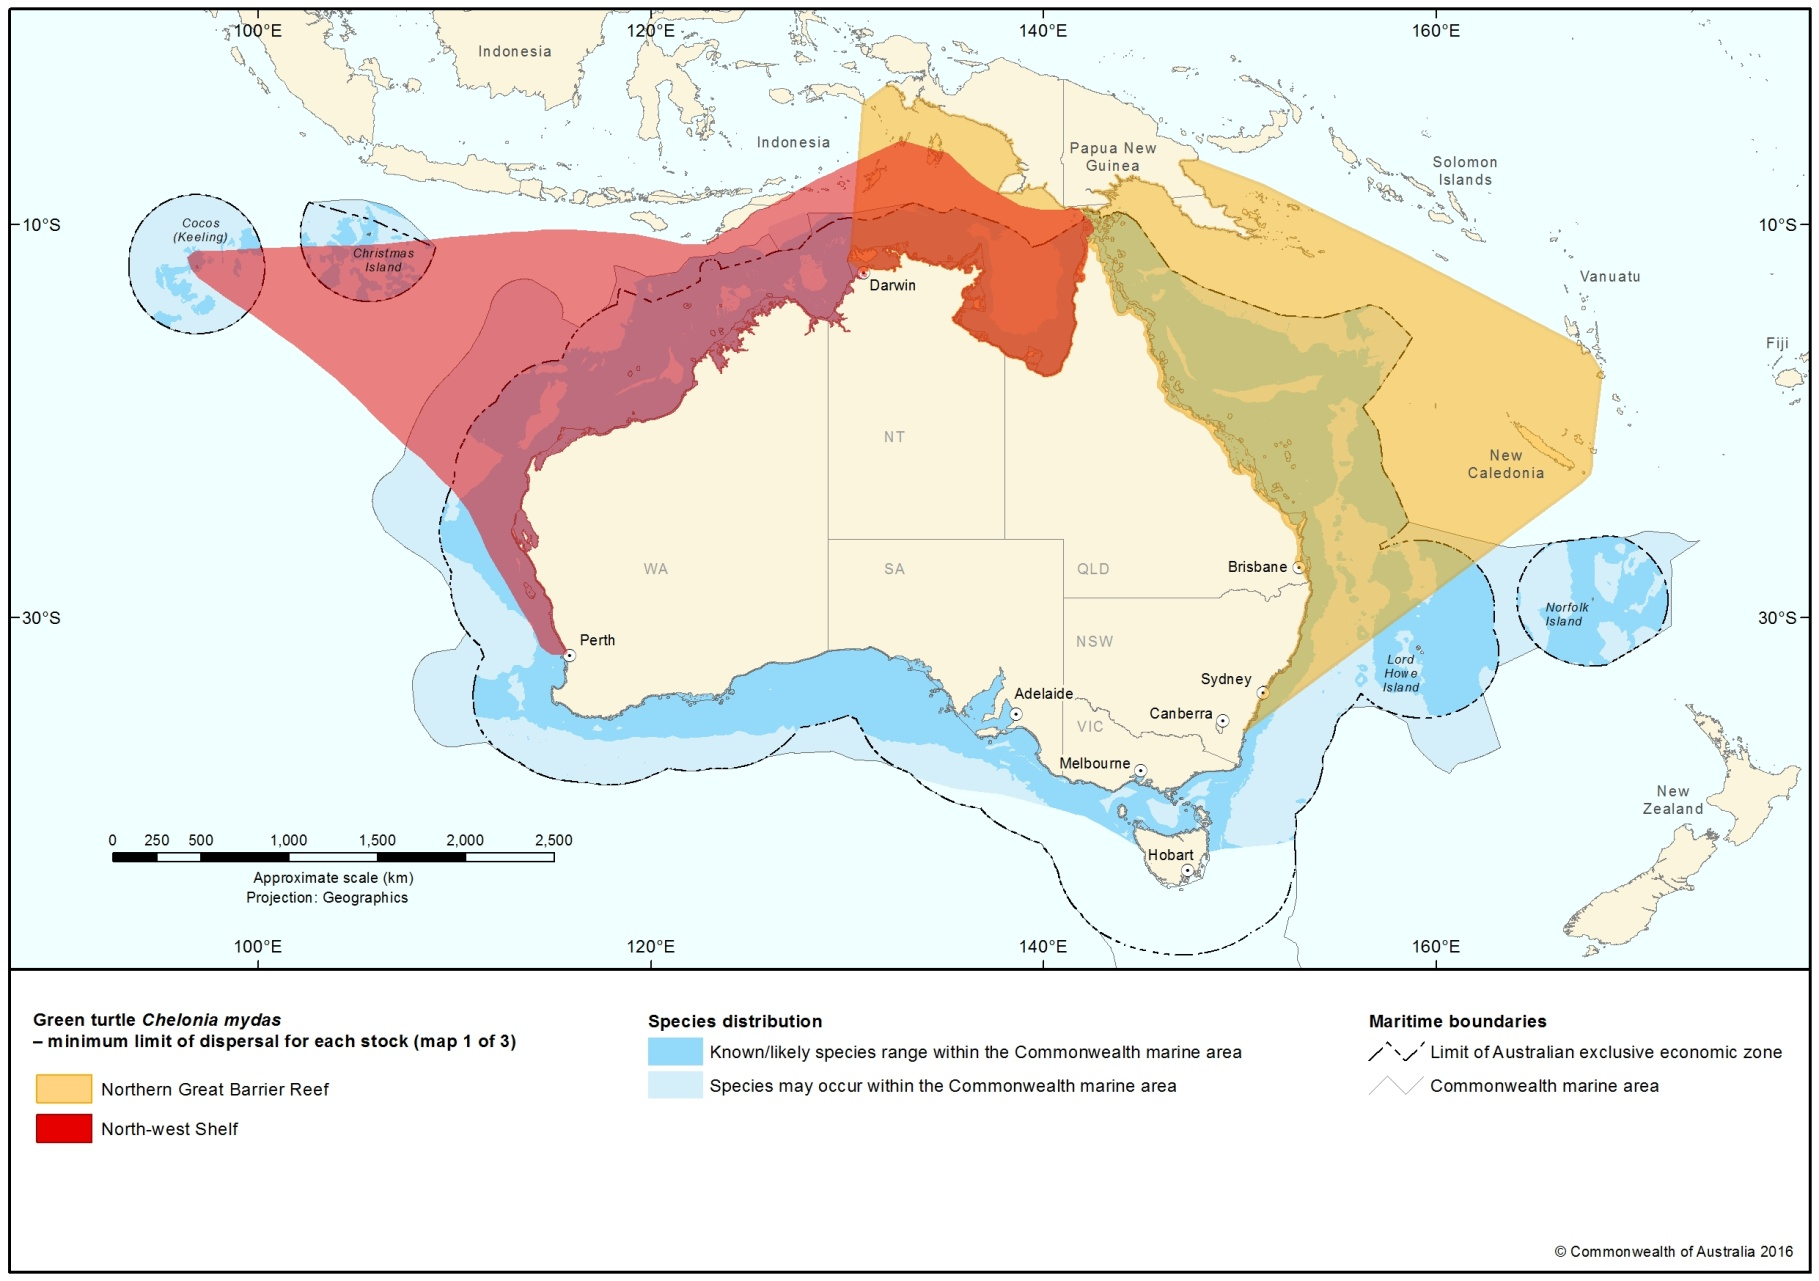 100°E
120°E
140°E
160°E
Indonesia
Indonesia
Papua New
Guinea
Solomon
Islands
10°S
10°S
Cocos
(Keeling)
Christmas
Island
Darwin
Vanuatu
Fiji
NT
New
Caledonia
WA
SA
QLD
Brisbane
30°S
30°S
Norfolk
Island
Perth
NSW
Lord
Howe
Island
Sydney
Adelaide
Canberra
VIC
Melbourne
New
Zealand
Hobart
0 250 500 1,000 1,500 2,000 2,500
Approximate scale (km)
Projection: Geographics
100°E
120°E
140°E
160°E
Green turtle Chelonia mydas
– minimum limit of dispersal for each stock (map 1 of 3)
Northern Great Barrier Reef
North-west Shelf
Species distribution
Known/likely species range within the Commonwealth marine area
Species may occur within the Commonwealth marine area
Maritime boundaries
Limit of Australian exclusive economic zone
Commonwealth marine area
© Commonwealth of Australia 2016